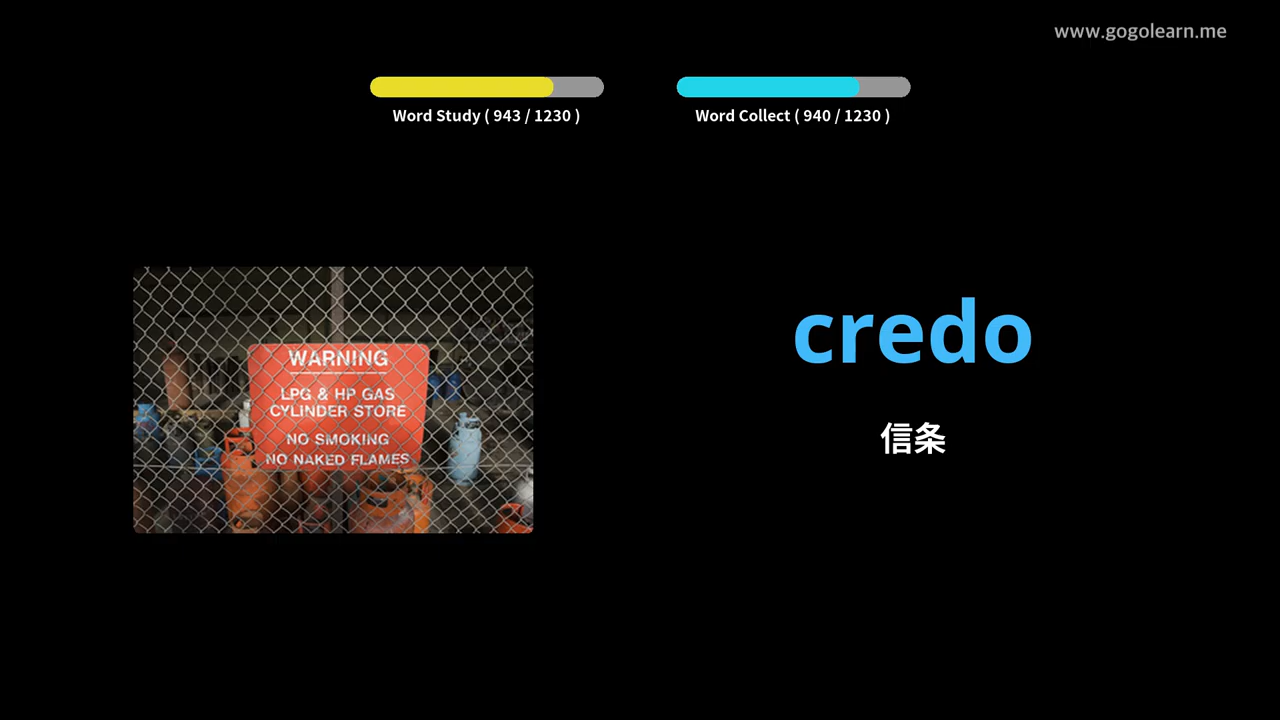 www.gogolearn.me
Word Study ( 943 / 1230 )
Word Collect ( 940 / 1230 )
WARNING
LPG & HP GAS
CYLINDER STORE
NO SMOKING
NO NAKED FLAMES
credo
信条